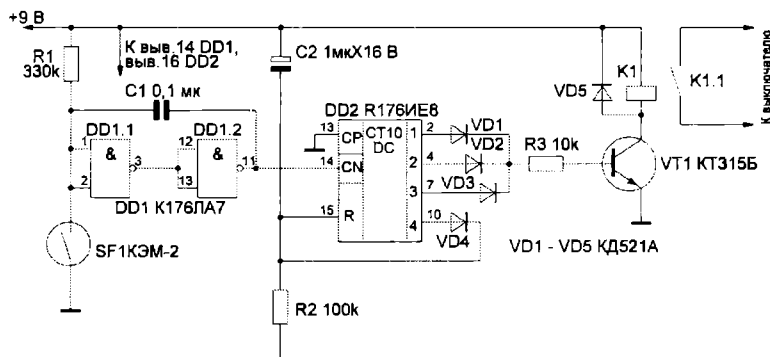 +9 В
R1
330k
К выв.14 DD1,
выв.16 DD2
C2 1мкХ16 В
C1 0,1 мк
DD1.1
&
1
2
3
DD1.2
&
12
13
11
DD1 К176ЛА7
SF1КЭМ-2
DD2 R176ИЕ8
13
CP
14
CN
15
R
CT10
DC
1
2
3
4
2
4
7
10
VD1
VD2
VD3
VD4
R3 10k
VD5
K1
K1.1
К выключателю
VT1 КТ315Б
VD1 - VD5 КД521А
R2 100k